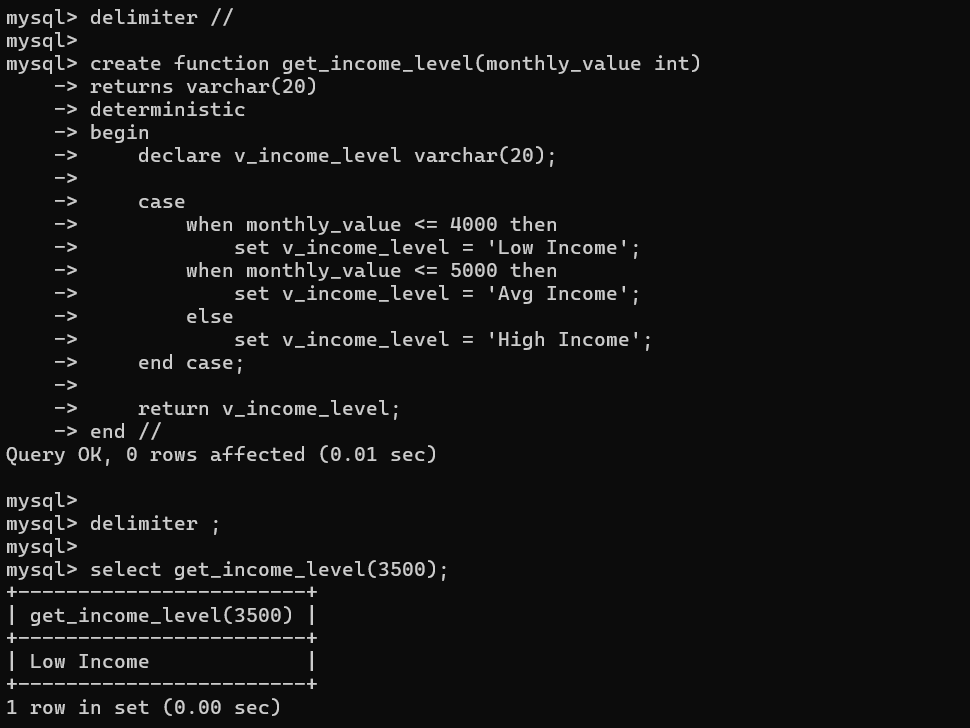 mysql> delimiter //
mysql>
mysql> create function get_income_level(monthly_value int)
    -> returns varchar(20)
    -> deterministic
    -> begin
    ->     declare v_income_level varchar(20);
    ->
    ->     case
    ->         when monthly_value <= 4000 then
    ->             set v_income_level = 'Low Income';
    ->         when monthly_value <= 5000 then
    ->             set v_income_level = 'Avg Income';
    ->         else
    ->             set v_income_level = 'High Income';
    ->     end case;
    ->
    ->     return v_income_level;
    -> end //
Query OK, 0 rows affected (0.01 sec)

mysql>
mysql> delimiter ;
mysql>
mysql> select get_income_level(3500);
+------------------------+
| get_income_level(3500) |
+------------------------+
| Low Income             |
+------------------------+
1 row in set (0.00 sec)